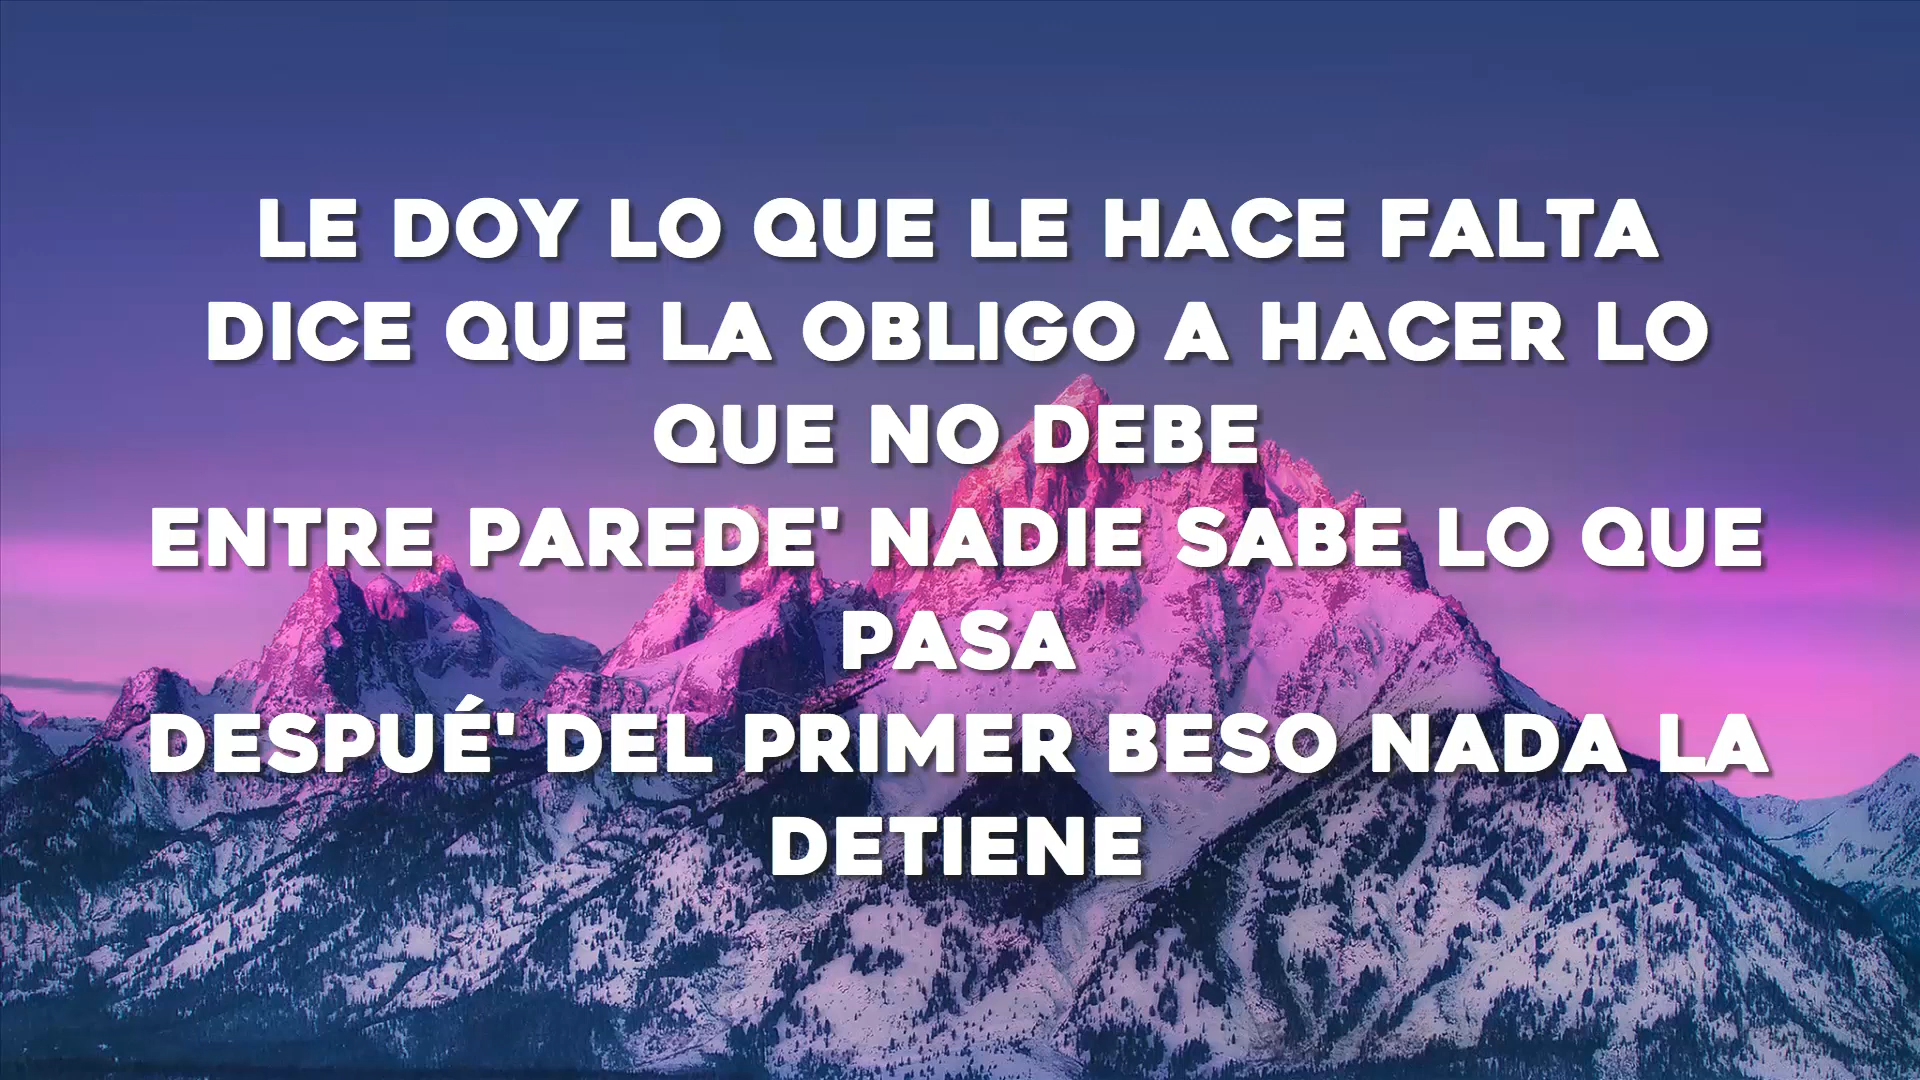 LE DOY LO QUE LE HACE FALTA
DICE QUE LA OBLIGO A HACER LO
QUE NO DEBE
ENTRE PAREDE' NADIE SABE LO QUE
PASA
DESPUÉ' DEL PRIMER BESO NADA LA
DETIENE